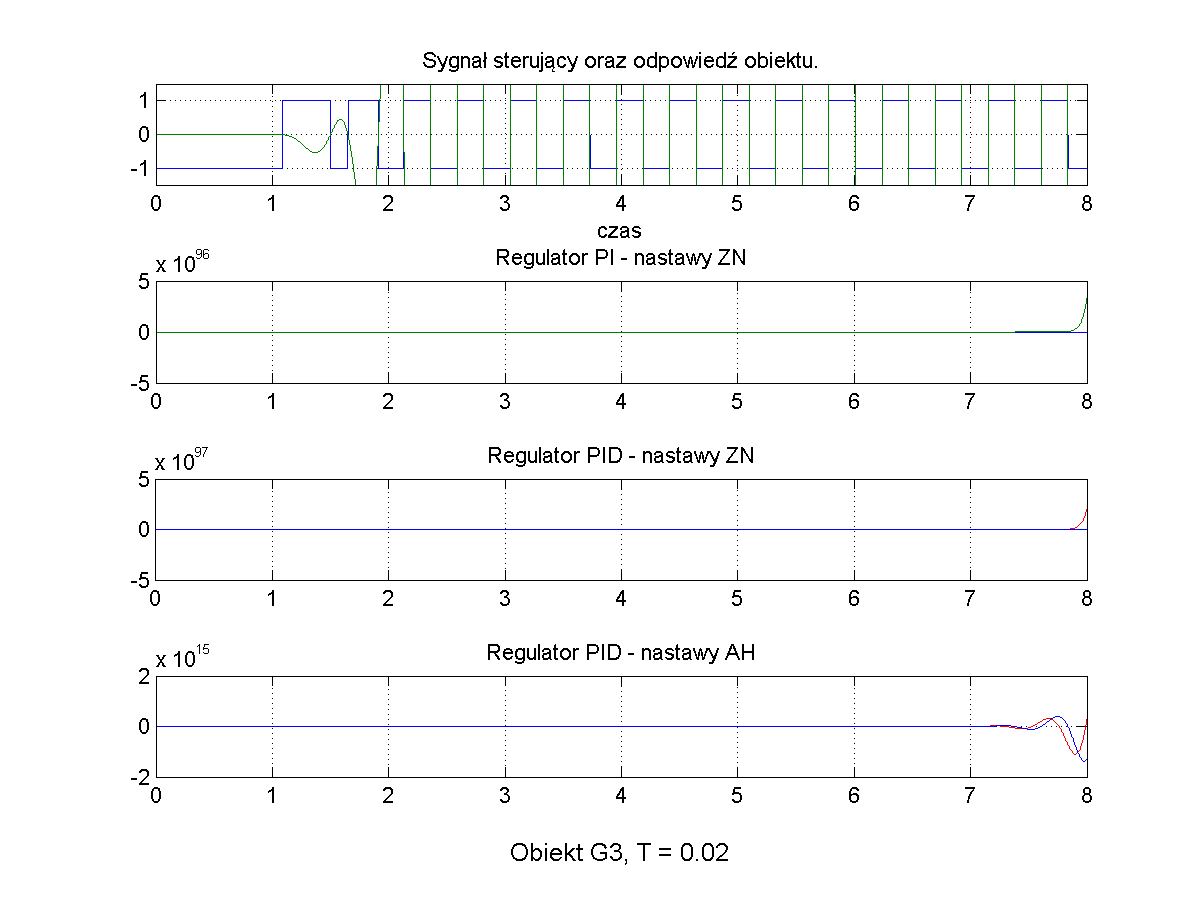 Sygnał sterujący oraz odpowiedź obiektu.
1
0
-1
0 1 2 3 4 5 6 7 8
czas
Regulator PI - nastawy ZN
x 10^96
5
0
-5
0 1 2 3 4 5 6 7 8
Regulator PID - nastawy ZN
x 10^97
5
0
-5
0 1 2 3 4 5 6 7 8
Regulator PID - nastawy AH
x 10^15
2
0
-2
0 1 2 3 4 5 6 7 8
Obiekt G3, T = 0.02